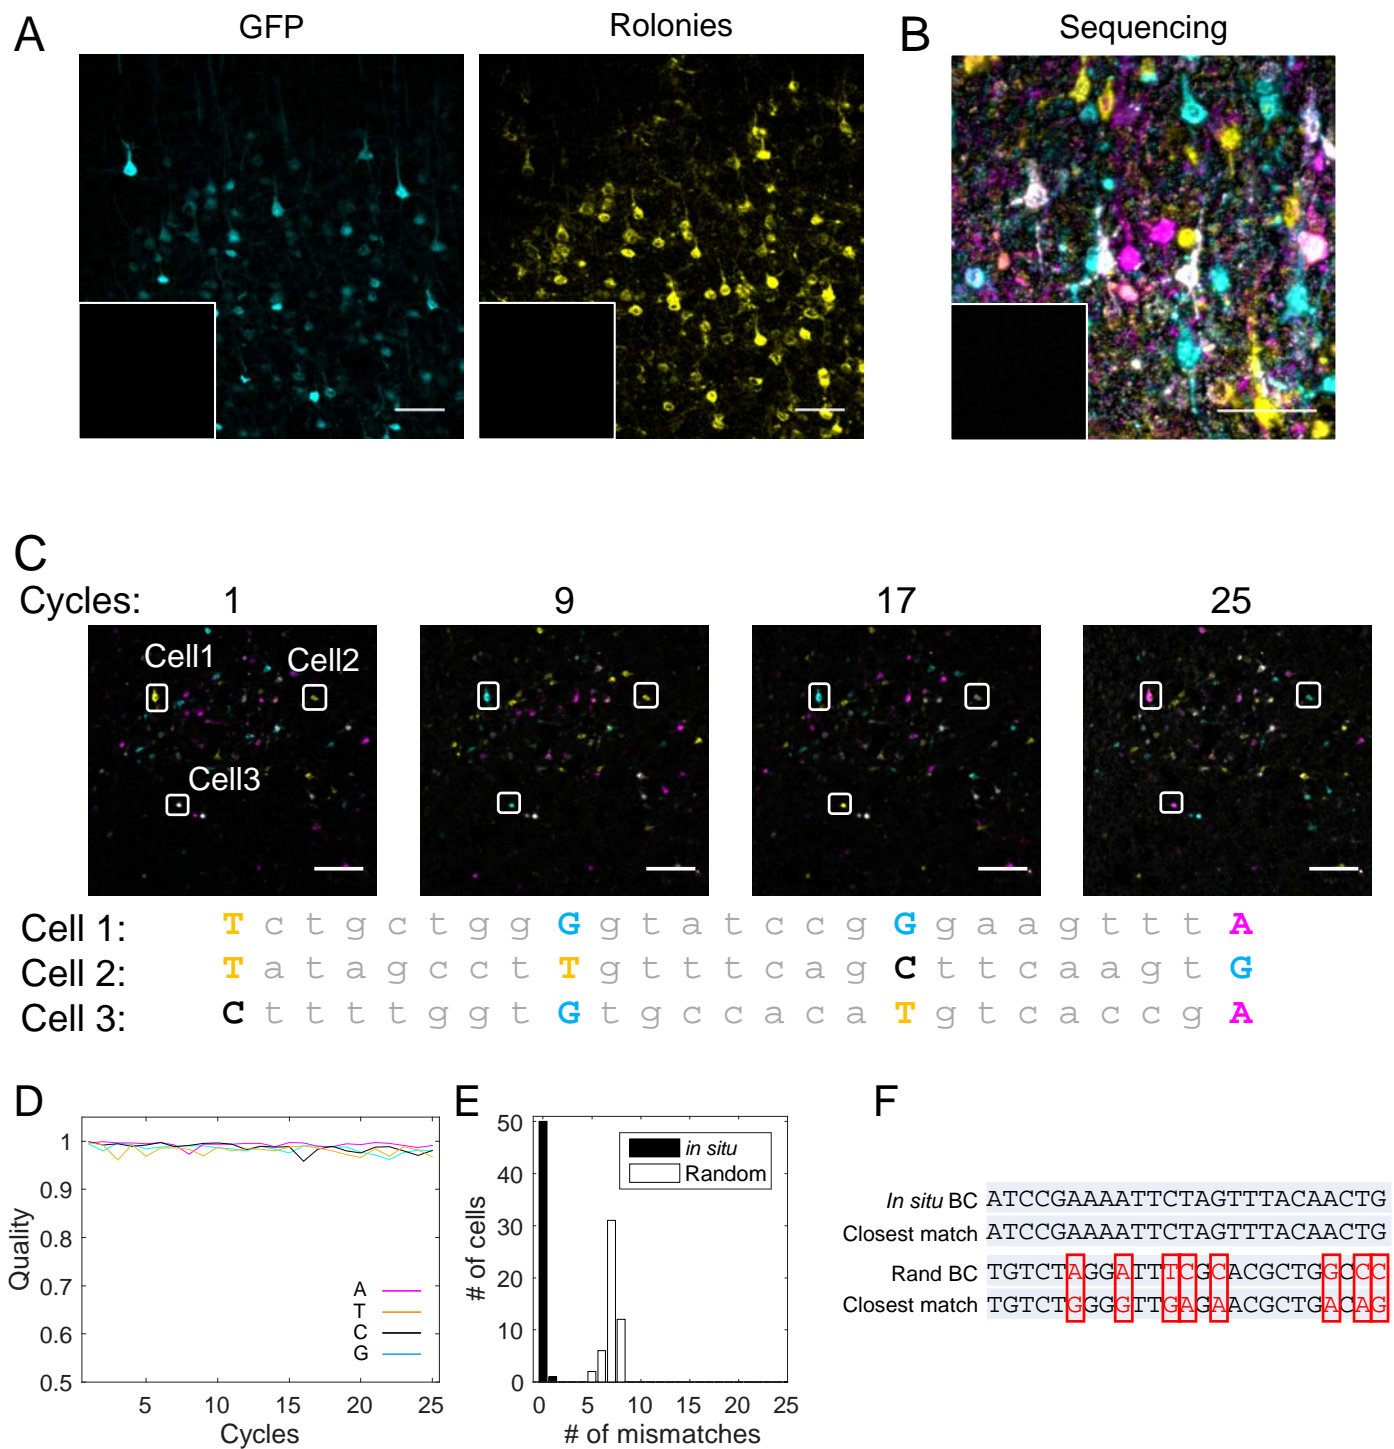 A
GFP
Rolonies
B
Sequencing
C
Cycles: 1 9 17 25
Cell1
Cell2
Cell3
Cell 1: T c t g c t g g G g t a t c c g G g a a g t t t A
Cell 2: T a t a g c c t T g t t t c a g C t t c a a g t G
Cell 3: C t t t t g g t G t g c c a c a T g t c a c c g A
D
Quality
1
0.9
0.8
0.7
0.6
0.5
A
T
C
G
5 10 15 20 25
Cycles
E
# of cells
50
40
30
20
10
0
in situ
Random
0 5 10 15 20 25
# of mismatches
F
In situ BC ATCCGAAAATTCTAGTTTACAACTG
Closest match ATCCGAAAATTCTAGTTTACAACTG
Rand BC TGTCTAGGATTTCGCACGCTGGCCC
Closest match TGTCTGGGGTTGAGAACGCTGACAG